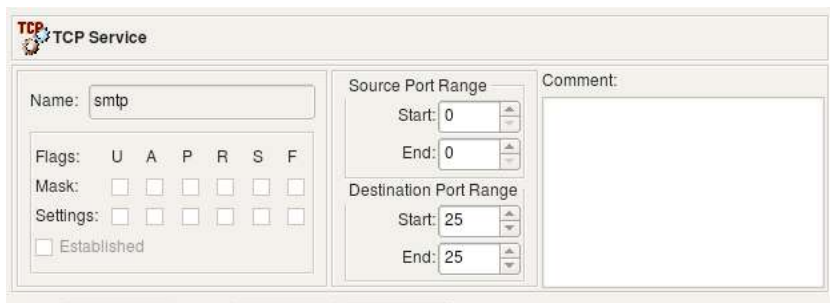 TCP TCP Service
Name: smtp
Flags: U A P R S F
Mask:
Settings:
Established
Source Port Range
Start: 0
End: 0
Destination Port Range
Start: 25
End: 25
Comment: